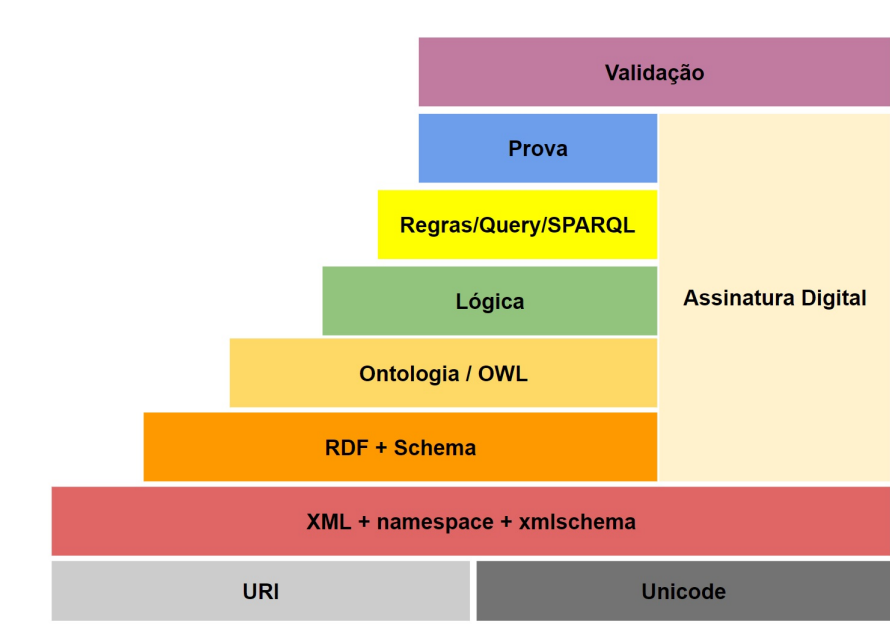 Validação
Prova
Regras/Query/SPARQL
Lógica
Assinatura Digital
Ontologia / OWL
RDF + Schema
XML + namespace + xmlschema
URI
Unicode